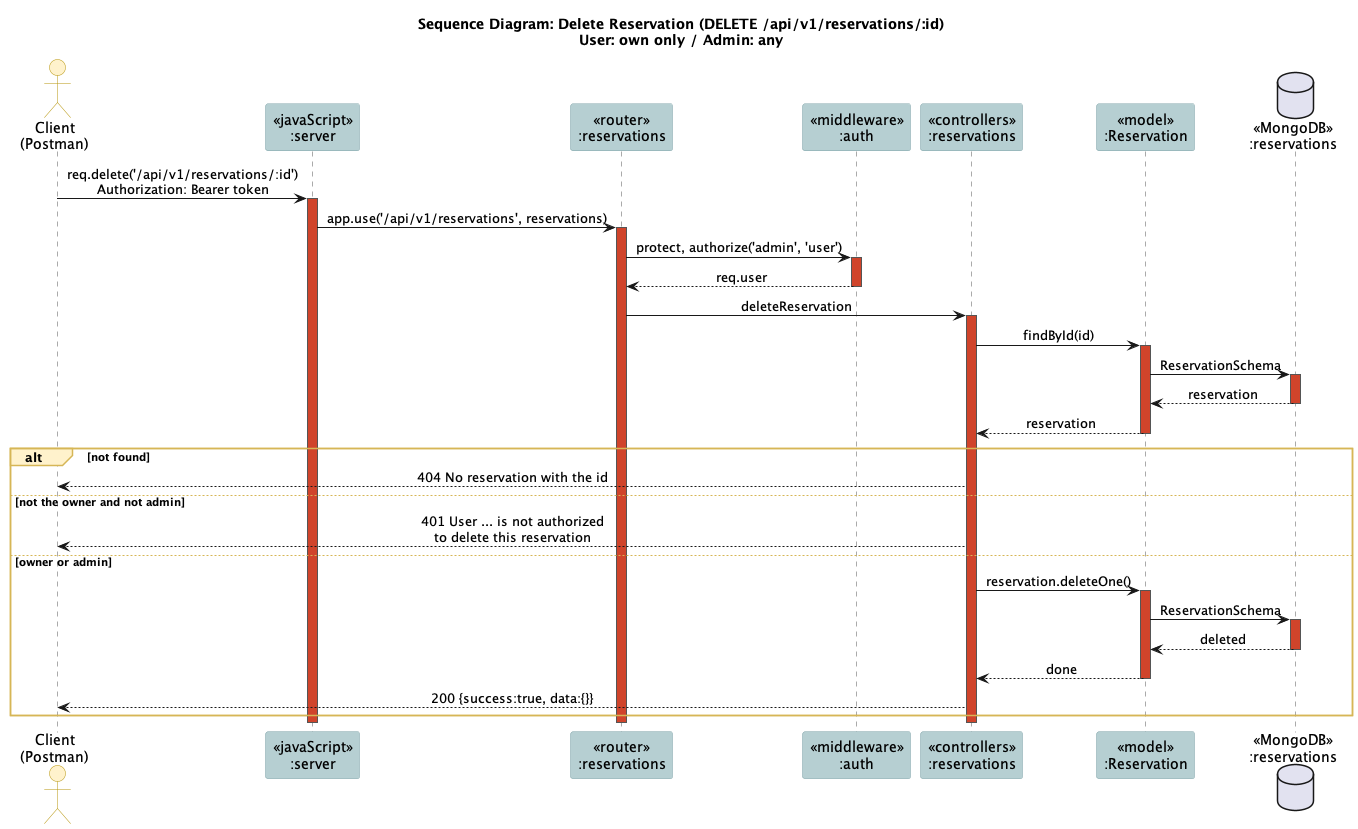 Sequence Diagram: Delete Reservation (DELETE /api/v1/reservations/:id)
User: own only / Admin: any
Client
(Postman)
«javaScript»
:server
«router»
:reservations
«middleware»
:auth
«controllers»
:reservations
«model»
:Reservation
«MongoDB»
:reservations
req.delete('/api/v1/reservations/:id')
Authorization: Bearer token
app.use('/api/v1/reservations', reservations)
protect, authorize('admin', 'user')
req.user
deleteReservation
findById(id)
ReservationSchema
reservation
reservation
alt
[not found]
404 No reservation with the id
[not the owner and not admin]
401 User ... is not authorized
to delete this reservation
[owner or admin]
reservation.deleteOne()
ReservationSchema
deleted
done
200 {success:true, data:{}}
Client
(Postman)
«javaScript»
:server
«router»
:reservations
«middleware»
:auth
«controllers»
:reservations
«model»
:Reservation
«MongoDB»
:reservations